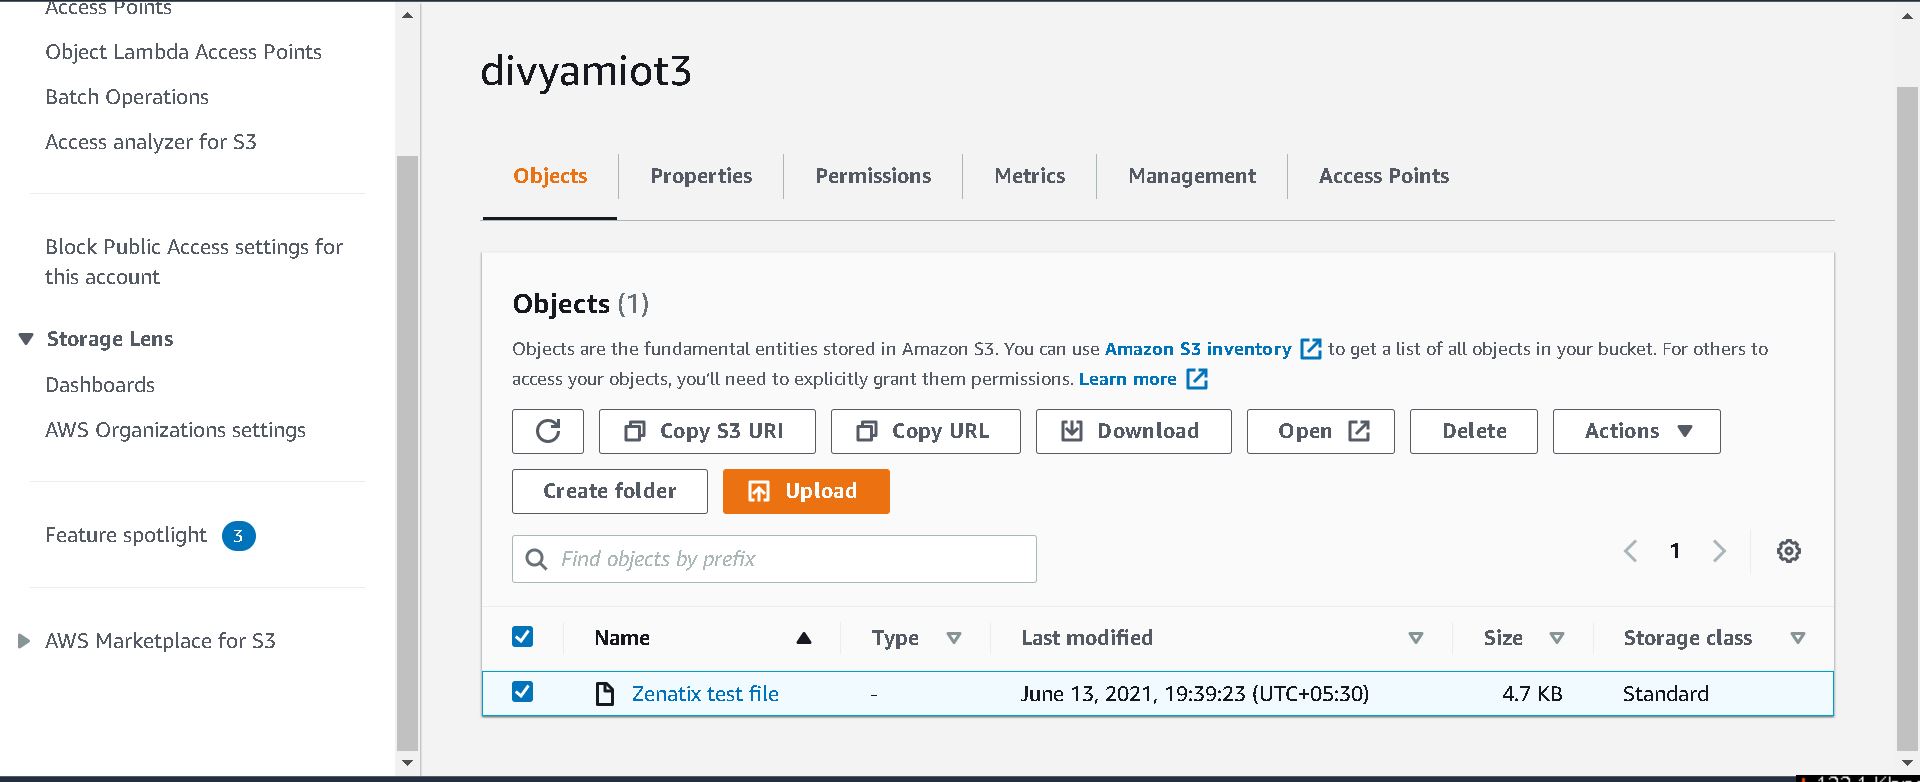 Access Points
Object Lambda Access Points
Batch Operations
Access analyzer for S3
Block Public Access settings for
this account
Storage Lens
Dashboards
AWS Organizations settings
Feature spotlight 3
AWS Marketplace for S3
divyamiot3
Objects Properties Permissions Metrics Management Access Points
Objects (1)
Objects are the fundamental entities stored in Amazon S3. You can use Amazon S3 inventory to get a list of all objects in your bucket. For others to
access your objects, you'll need to explicitly grant them permissions. Learn more
Copy S3 URI Copy URL Download Open Delete Actions
Create folder Upload
Find objects by prefix 1
Name Type Last modified Size Storage class
Zenatix test file - June 13, 2021, 19:39:23 (UTC+05:30) 4.7 KB Standard